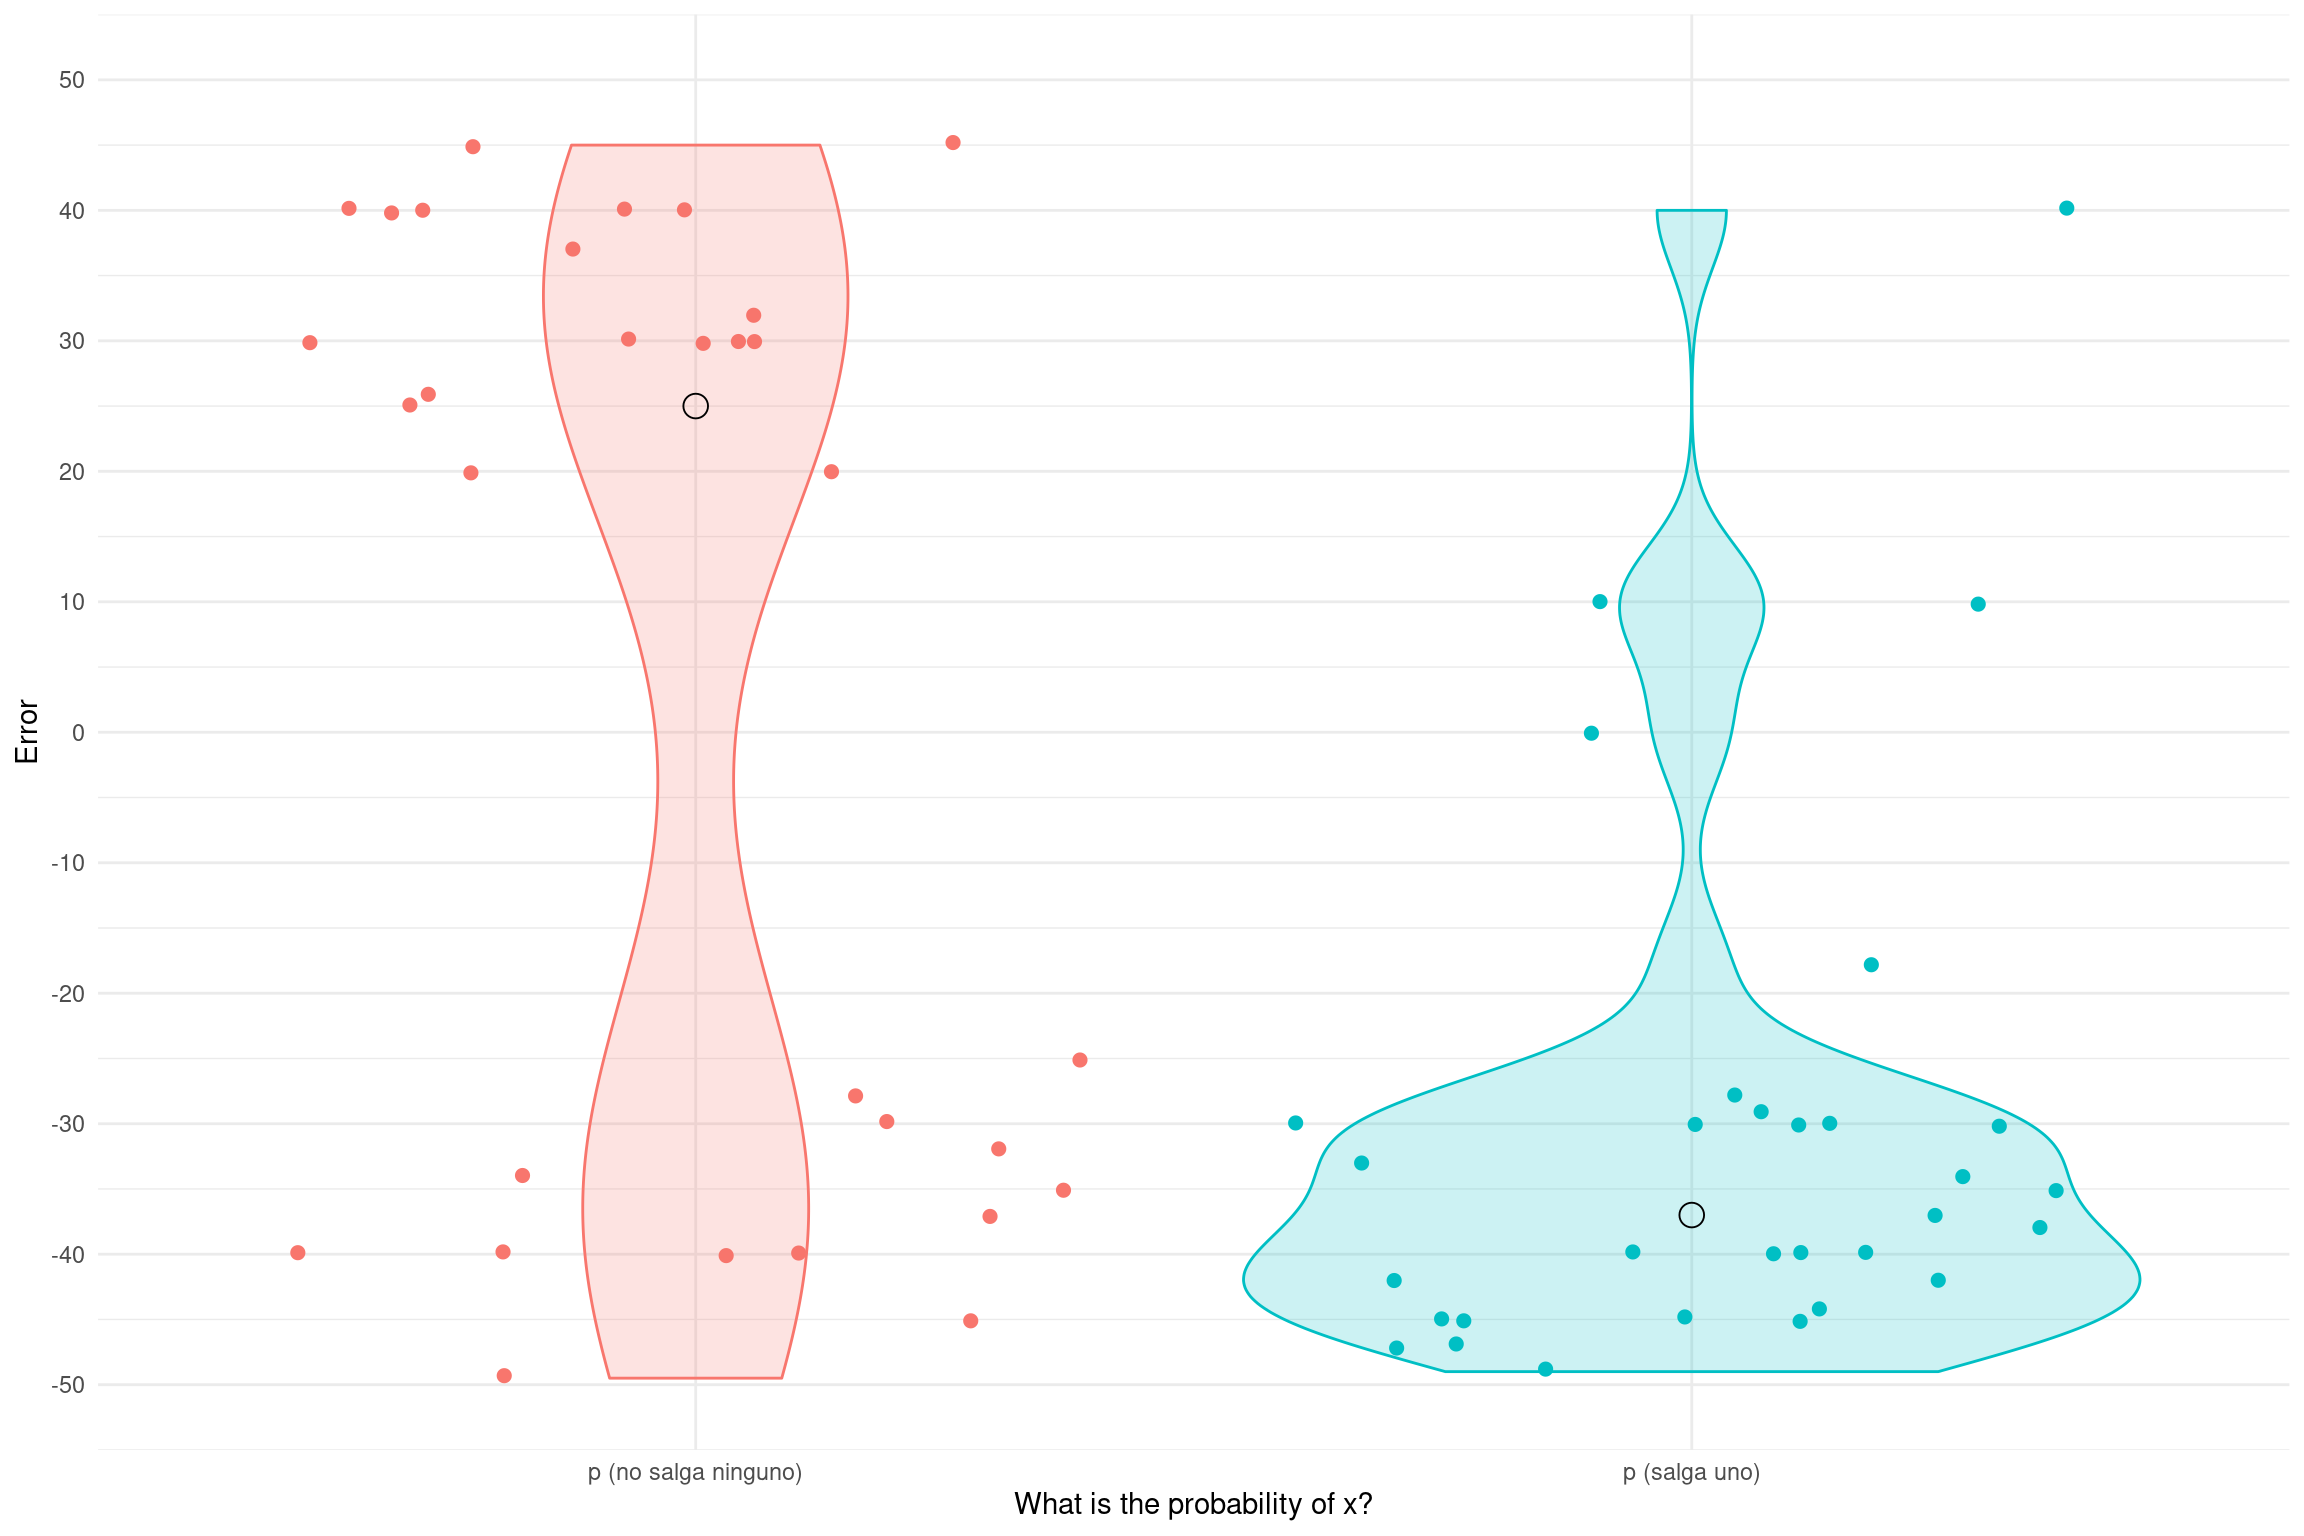 50
40
30
20
10
0
-10
-20
-30
-40
-50
Error
p (no salga ninguno)
p (salga uno)
What is the probability of x?